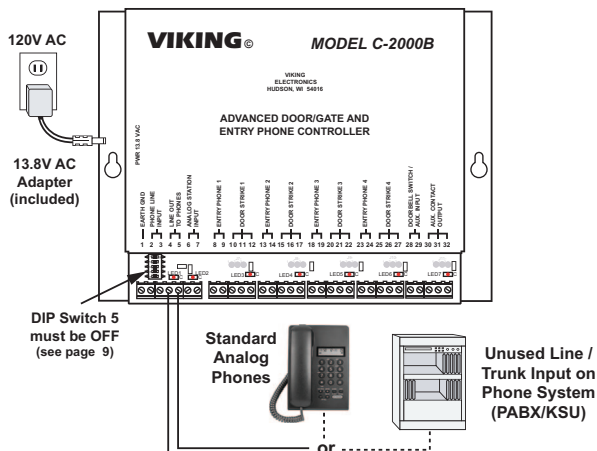 120V AC
VIKING©
MODEL C-2000B
VIKING
ELECTRONICS
HUDSON, WI 54016
ADVANCED DOOR/GATE AND
ENTRY PHONE CONTROLLER
PWR 13.8 VAC
13.8V AC
Adapter
(included)
EARTH GND
PHONE LINE
INPUT
LINE OUT
TO PHONES
ANALOG STATION
INPUT
ENTRY PHONE 1
DOOR STRIKE 1
ENTRY PHONE 2
DOOR STRIKE 2
ENTRY PHONE 3
DOOR STRIKE 3
ENTRY PHONE 4
DOOR STRIKE 4
DOORBELL SWITCH /
AUX. INPUT
AUX. CONTACT
OUTPUT
1 2 3 4 5 6 7 8 9 10 11 12 13 14 15 16 17 18 19 20 21 22 23 24 25 26 27 28 29 30 31 32
LED1 LED2 LED3 LED4 LED5 LED6 LED7
DIP Switch 5
must be OFF
(see page 9)
Standard
Analog
Phones
Unused Line /
Trunk Input on
Phone System
(PABX/KSU)
or